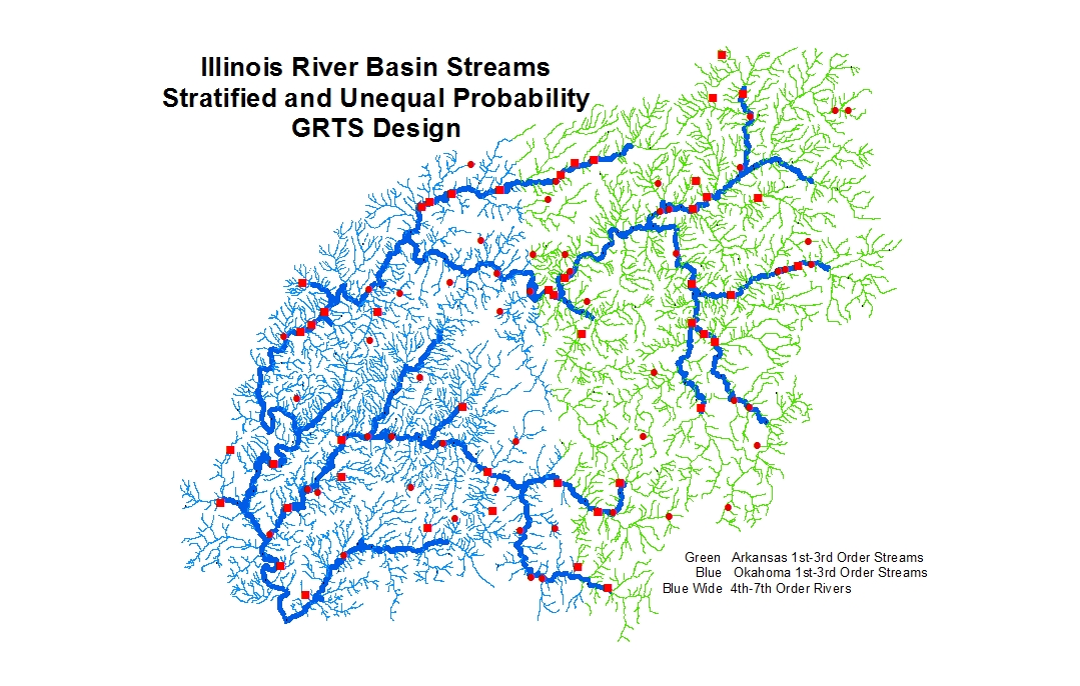 Illinois River Basin Streams
Stratified and Unequal Probability
GRTS Design
Green Arkansas 1st-3rd Order Streams
Blue Okahoma 1st-3rd Order Streams
Blue Wide 4th-7th Order Rivers